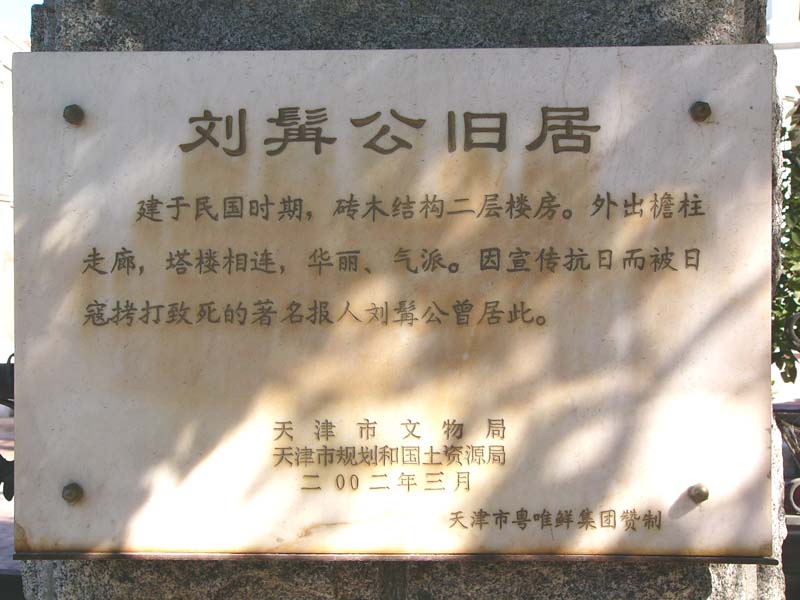 刘髯公旧居
建于民国时期，砖木结构二层楼房。外出檐柱
走廊，塔楼相连，华丽、气派。因宣传抗日而被日
寇拷打致死的著名报人刘髯公曾居此。
天津市文物局
天津市规划和国土资源局
二00二年三月
天津市粤唯鲜集团赞制